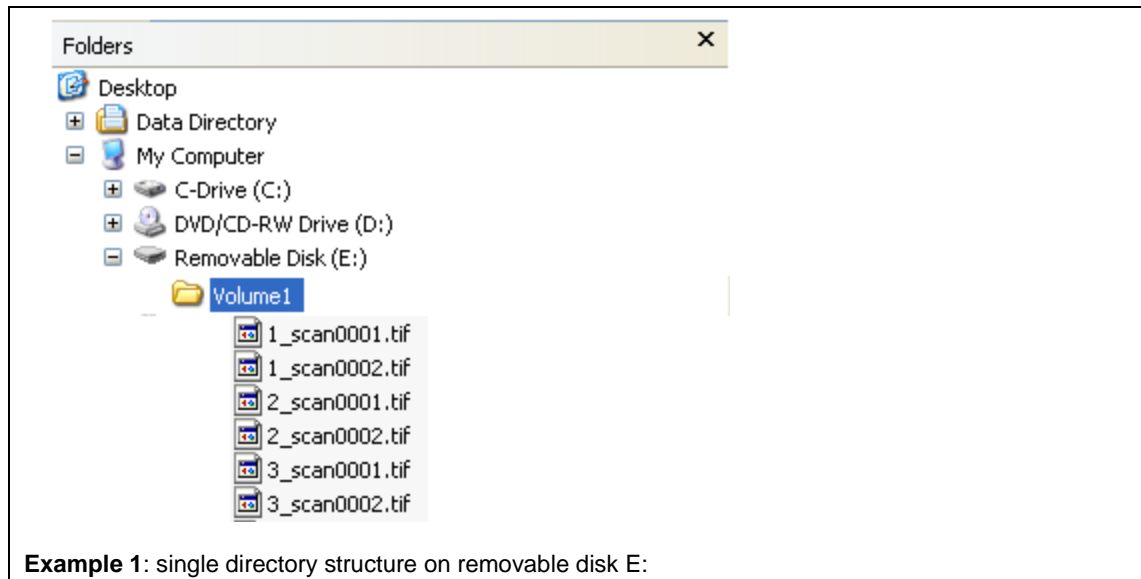 Folders
Desktop
Data Directory
My Computer
C-Drive (C:)
DVD/CD-RW Drive (D:)
Removable Disk (E:)
Volume1
1_scan0001.tif
1_scan0002.tif
2_scan0001.tif
2_scan0002.tif
3_scan0001.tif
3_scan0002.tif
Example 1: single directory structure on removable disk E: